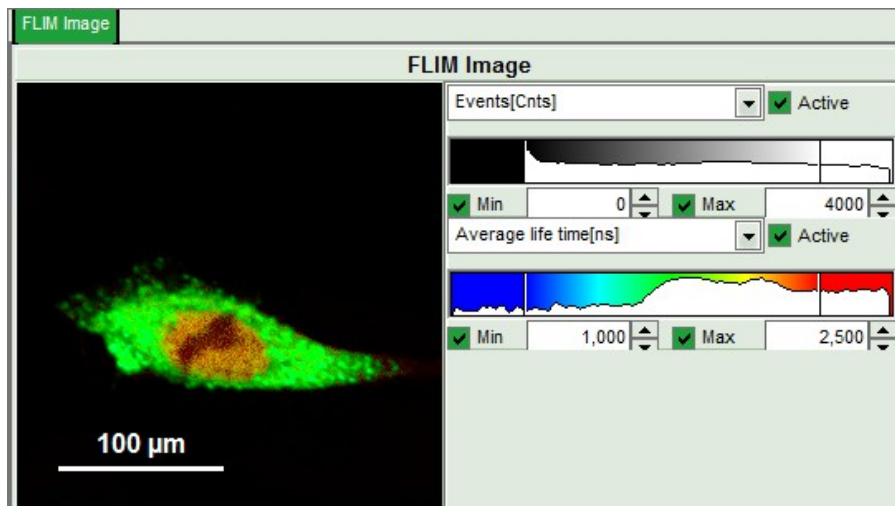 FLIM Image
FLIM Image
Events[Cnts]
Active
Min 0 Max 4000
Average life time[ns]
Active
Min 1,000 Max 2,500
100 µm